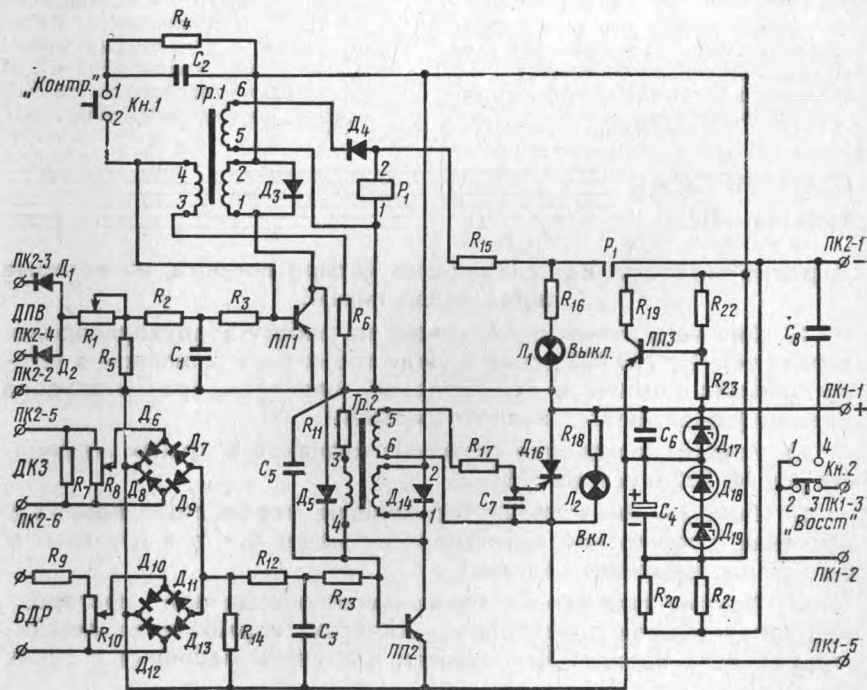 R4
C2
„Контр."
1
Кн.1
2
Тр.1
6
5
4
3
2
1
Д3
Д4
2
P1
1
R15
P1
ПК2-1
–
ПК2-3
Д1
ДПВ
R1
ПК2-4
Д2
ПК2-2
R2
R3
C1
R5
ПП1
R6
R16
Л1
Выкл.
R19
ПП3
R22
R23
C8
ПК1-1
+
ПК2-5
ДКЗ
R7
R8
ПК2-6
Д6
Д7
Д8
Д9
C5
R11
Тр.2
3
4
5
6
2
1
Д5
Д14
R17
C7
Д16
R18
Л2
Вкл.
C6
+
C4
Д17
Д18
Д19
1
4
Кн.2
2
3
ПК1-3
"Восст"
ПК1-2
R9
БДР
R10
Д10
Д11
Д12
Д13
R12
R14
C3
R13
ПП2
R20
R21
ПК1-5